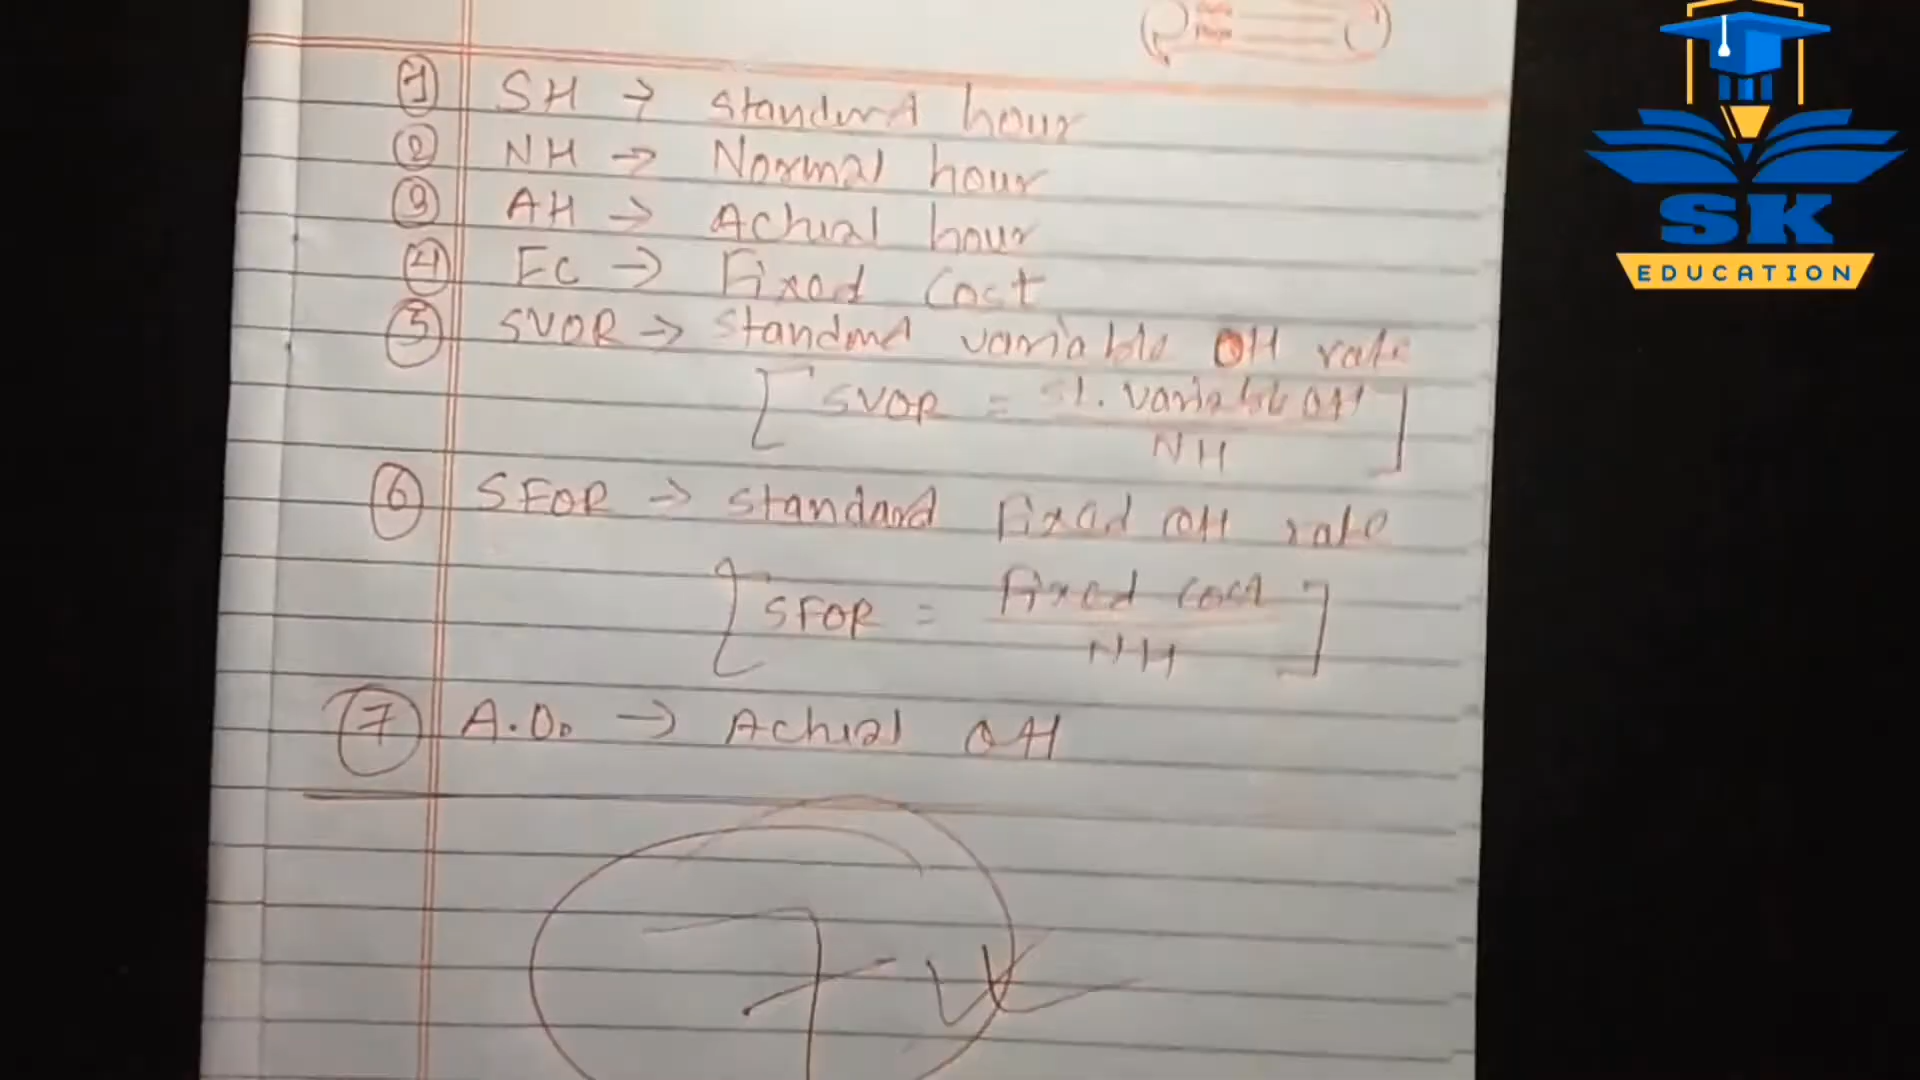 ① SH → Standard hour
② NH → Normal hour
③ AH → Actual hour
④ FC → Fixed Cost
⑤ SVOR → Standard variable OH rate
[SVOR = St. variable OH / NH]
⑥ SFOR → Standard Fixed OH rate
[SFOR = Fixed cost / NH]
⑦ A.O. → Actual OH
7
SK
EDUCATION